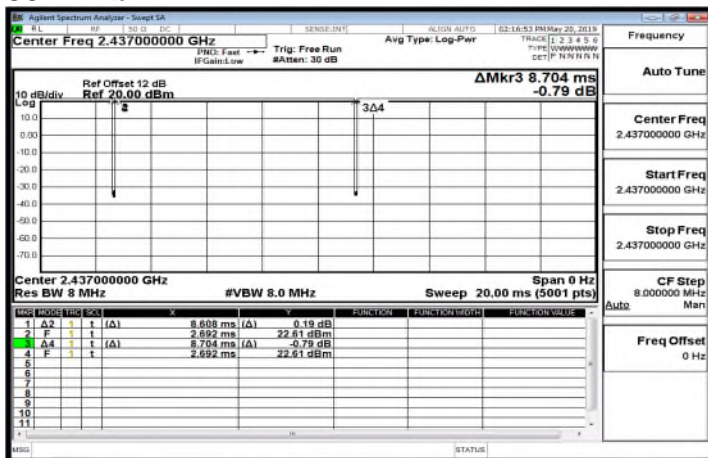 Agilent Spectrum Analyzer - Swept SA
RL RF 50 Ω DC SENSE:INT ALIGN AUTO 02:16:53 PM May 20, 2019
Center Freq 2.437000000 GHz
PNO: Fast
IFGain:Low
Trig: Free Run
#Atten: 30 dB
Avg Type: Log-Pwr
TRACE 1 2 3 4 5 6
TYPE WWWWWW
DET P N N N N N
Frequency
Auto Tune
Center Freq
2.437000000 GHz
Start Freq
2.437000000 GHz
Stop Freq
2.437000000 GHz
CF Step
8.000000 MHz
Auto Man
Freq Offset
0 Hz
Ref Offset 12 dB
10 dB/div Ref 20.00 dBm
ΔMkr3 8.704 ms
-0.79 dB
Log
10.0
0.00
-10.0
-20.0
-30.0
-40.0
-50.0
-60.0
-70.0
3Δ4
Center 2.437000000 GHz Span 0 Hz
Res BW 8 MHz #VBW 8.0 MHz Sweep 20.00 ms (5001 pts)
MKR MODE TRC SCL X Y FUNCTION FUNCTION WIDTH FUNCTION VALUE
1 Δ2 1 t (Δ) 8.608 ms (Δ) 0.19 dB
2 F 1 t 2.692 ms 22.61 dBm
3 Δ4 1 t (Δ) 8.704 ms (Δ) -0.79 dB
4 F 1 t 2.692 ms 22.61 dBm
5
6
7
8
9
10
11
MSG STATUS